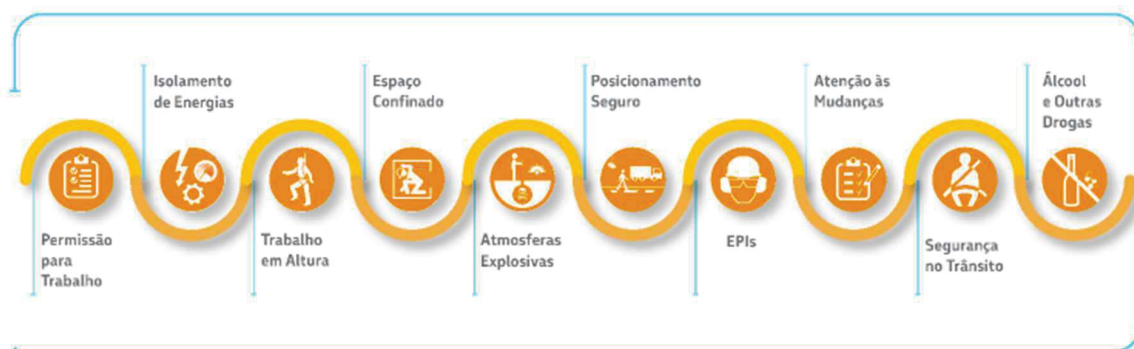 Permissão
para
Trabalho
Isolamento
de Energias
Trabalho
em Altura
Espaço
Confinado
Atmosferas
Explosivas
Posicionamento
Seguro
EPIs
Atenção às
Mudanças
Segurança
no Trânsito
Álcool
e Outras
Drogas